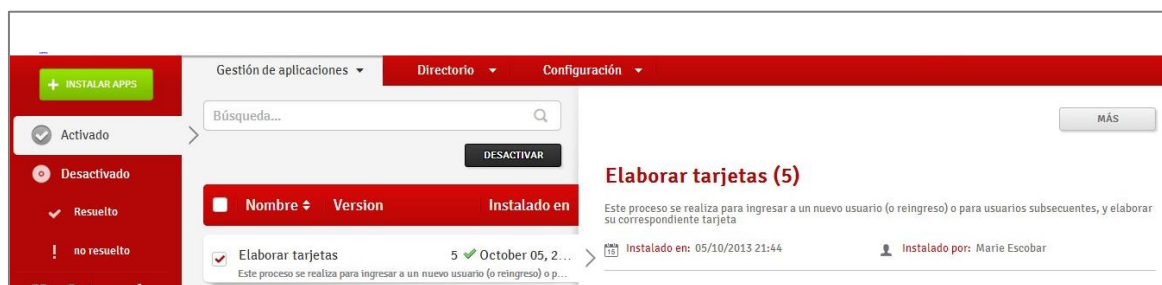 Gestión de aplicaciones
Directorio
Configuración
+ INSTALAR APPS
Búsqueda...
MÁS
Activado
DESACTIVAR
Desactivado
Elaborar tarjetas (5)
Resuelto
Nombre Version Instalado en
Este proceso se realiza para ingresar a un nuevo usuario (o reingreso) o para usuarios subsecuentes, y elaborar
su correspondiente tarjeta
! no resuelto
Instalado en: 05/10/2013 21:44
Instalado por: Marie Escobar
Elaborar tarjetas 5 October 05, 2...
Este proceso se realiza para ingresar a un nuevo usuario (o reingreso) o p...